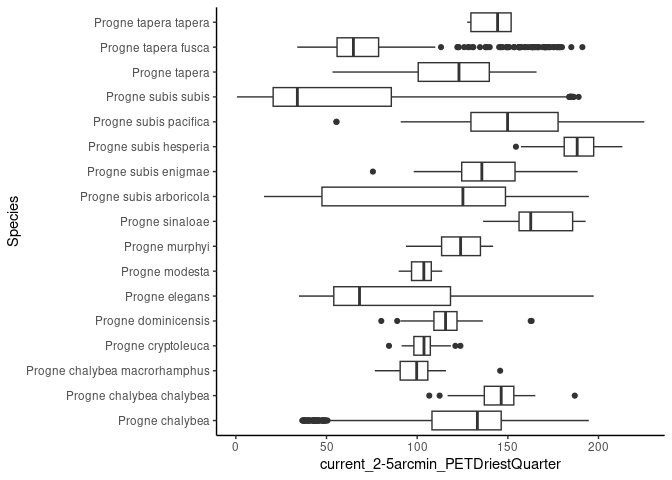 Progne tapera tapera
Progne tapera fusca
Progne tapera
Progne subis subis
Progne subis pacifica
Progne subis hesperia
Progne subis enigmae
Progne subis arboricola
Progne sinaloae
Progne murphyi
Progne modesta
Progne elegans
Progne dominicensis
Progne cryptoleuca
Progne chalybea macrorhamphus
Progne chalybea chalybea
Progne chalybea
Species
0 50 100 150 200
current_2-5arcmin_PETDriestQuarter